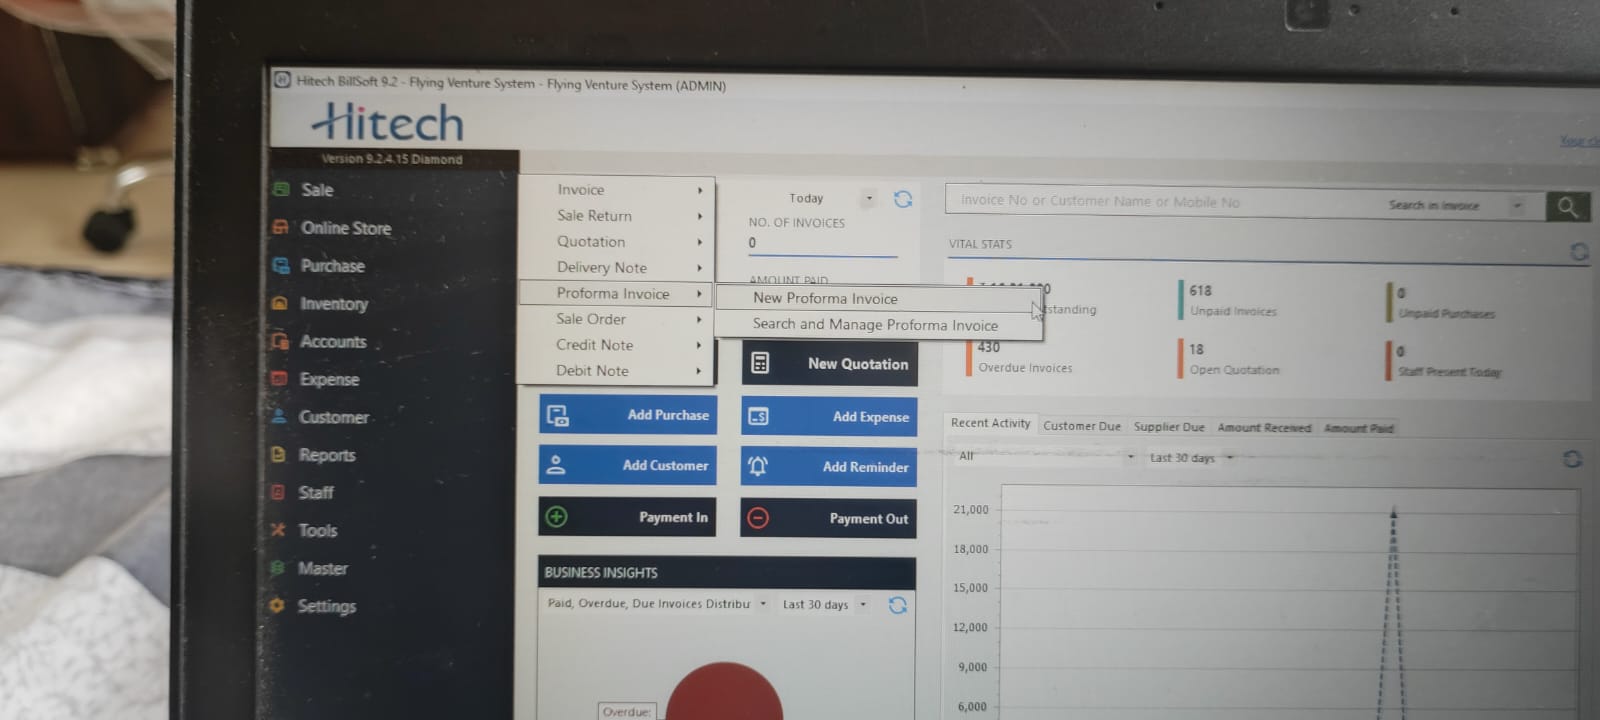 Hitech BillSoft 9.2 - Flying Venture System - Flying Venture System (ADMIN)
Hitech
Version 9.2.4.15 Diamond
Sale
Online Store
Purchase
Inventory
Accounts
Expense
Customer
Reports
Staff
Tools
Master
Settings
Invoice
Sale Return
Quotation
Delivery Note
Proforma Invoice
Sale Order
Credit Note
Debit Note
New Proforma Invoice
Search and Manage Proforma Invoice
Today
NO. OF INVOICES
0
AMOUNT PAID
New Quotation
Add Purchase
Add Expense
Add Customer
Add Reminder
Payment In
Payment Out
BUSINESS INSIGHTS
Paid, Overdue, Due Invoices Distribu
Last 30 days
Overdue:
Your
Invoice No or Customer Name or Mobile No
Search in Invoice
VITAL STATS
tstanding
618
Unpaid Invoices
0
Unpaid Purchases
430
Overdue Invoices
18
Open Quotation
0
Staff Present Today
Recent Activity
Customer Due
Supplier Due
Amount Received
Amount Paid
All
Last 30 days
21,000
18,000
15,000
12,000
9,000
6,000